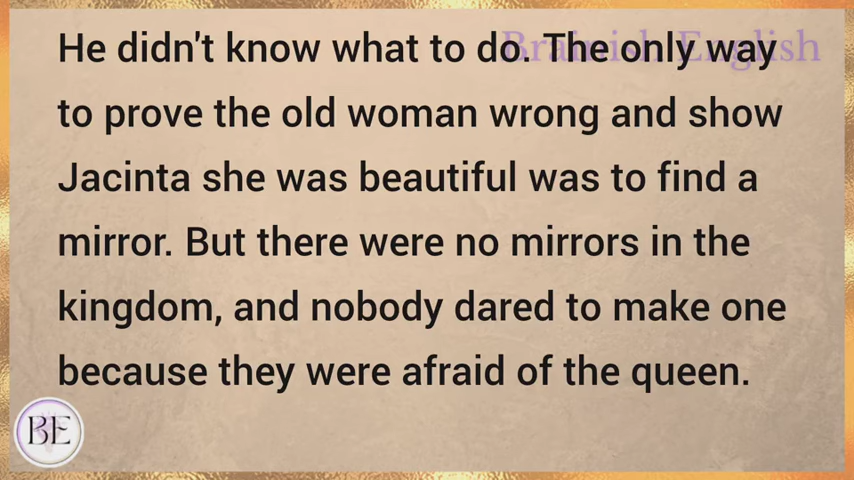 Brainish English
He didn't know what to do. The only way
to prove the old woman wrong and show
Jacinta she was beautiful was to find a
mirror. But there were no mirrors in the
kingdom, and nobody dared to make one
because they were afraid of the queen.
BE